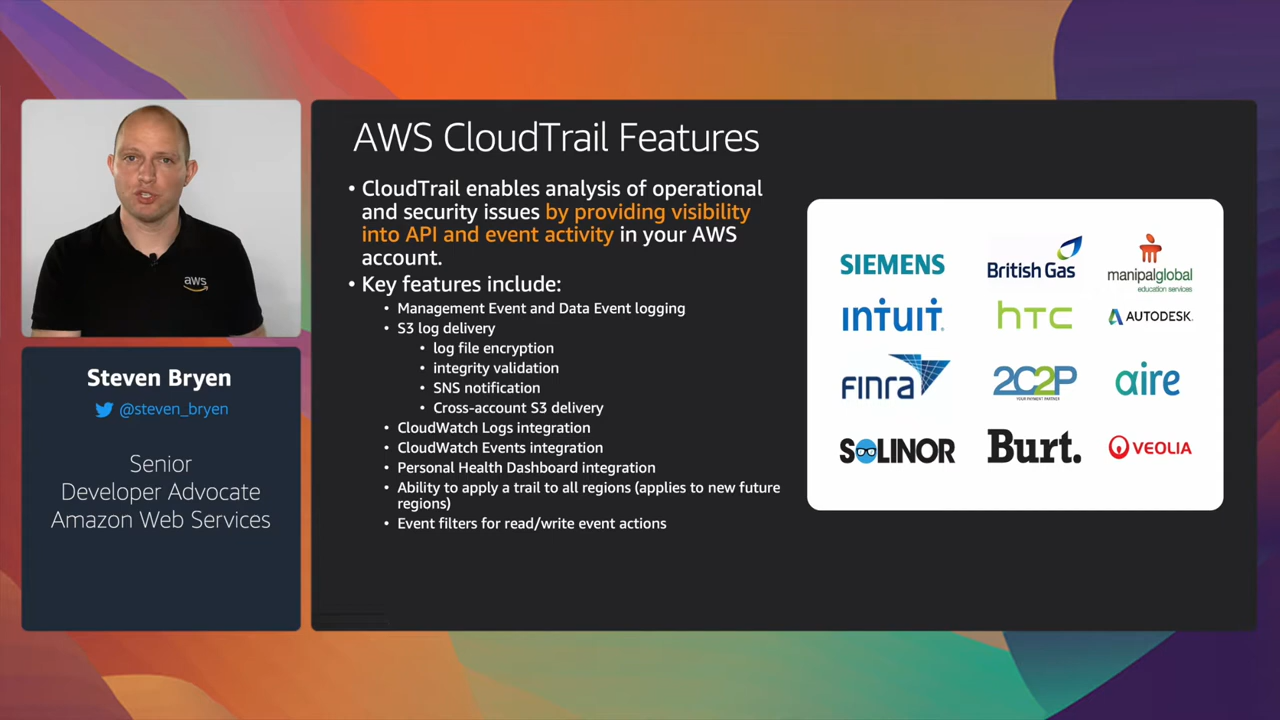 aws
Steven Bryen
@steven_bryen
Senior
Developer Advocate
Amazon Web Services
AWS CloudTrail Features
• CloudTrail enables analysis of operational
and security issues by providing visibility
into API and event activity in your AWS
account.
• Key features include:
• Management Event and Data Event logging
• S3 log delivery
• log file encryption
• integrity validation
• SNS notification
• Cross-account S3 delivery
• CloudWatch Logs integration
• CloudWatch Events integration
• Personal Health Dashboard integration
• Ability to apply a trail to all regions (applies to new future
regions)
• Event filters for read/write event actions
SIEMENS
British Gas
manipalglobal
education services
intuit.
hTC
AUTODESK.
FINRA
2C2P
YOUR PAYMENT PARTNER
aire
SOLINOR
Burt.
VEOLIA